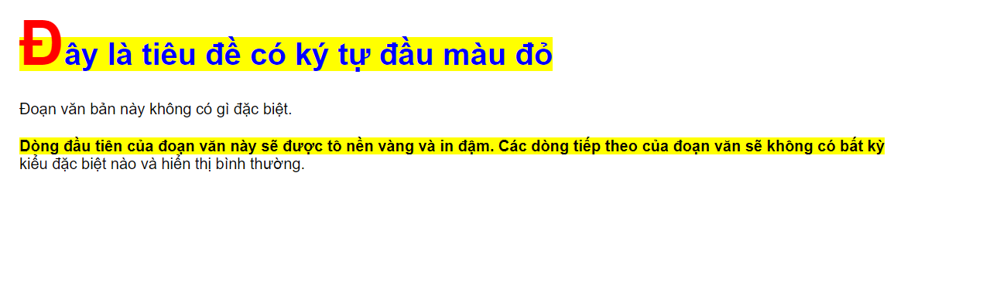 Đây là tiêu đề có ký tự đầu màu đỏ
Đoạn văn bản này không có gì đặc biệt.
Dòng đầu tiên của đoạn văn này sẽ được tô nền vàng và in đậm. Các dòng tiếp theo của đoạn văn sẽ không có bất kỳ
kiểu đặc biệt nào và hiển thị bình thường.